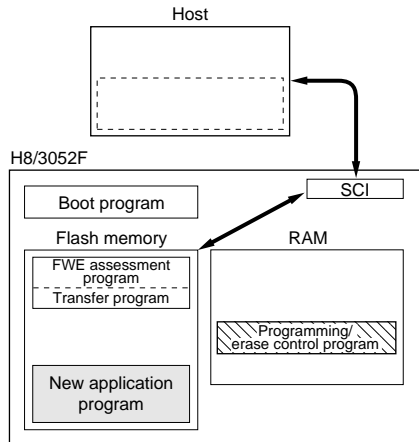 Host
H8/3052F
SCI
Boot program
Flash memory
RAM
FWE assessment
program
Transfer program
Programming/
erase control program
New application
program